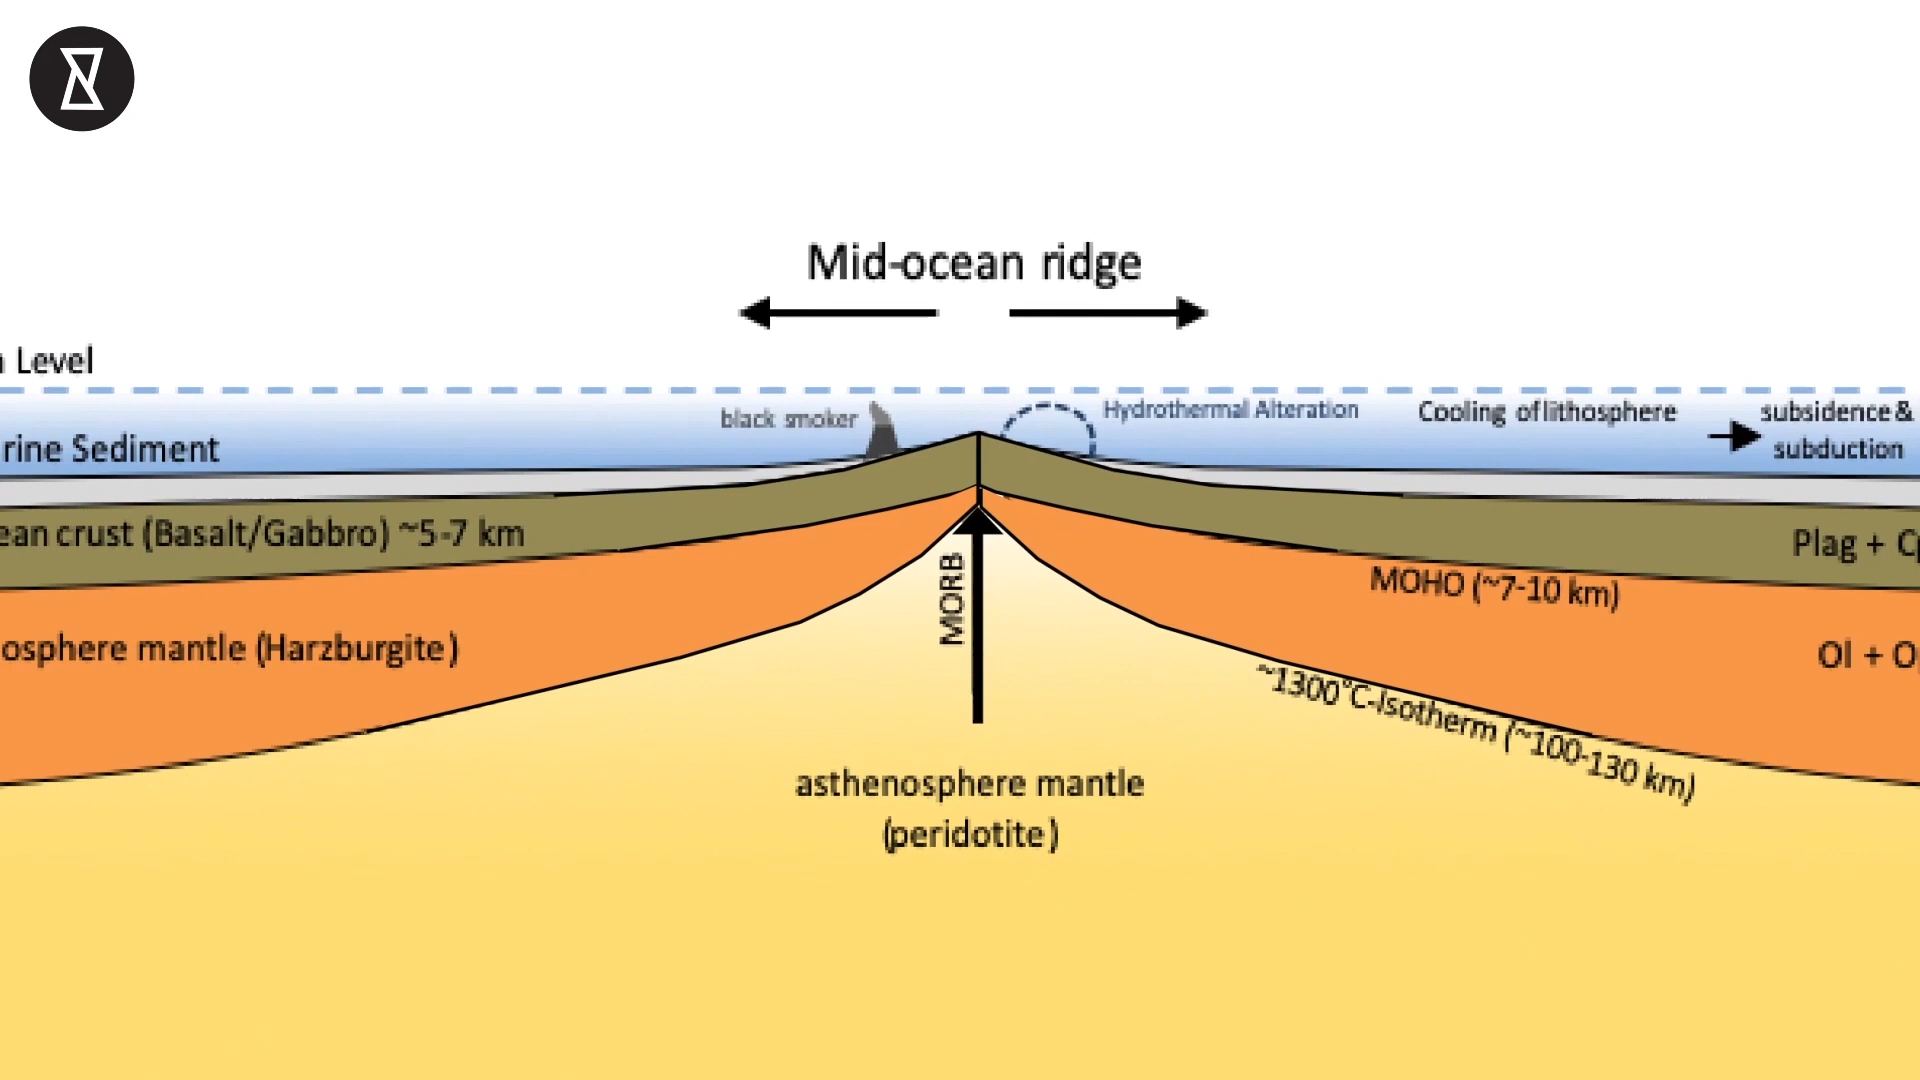 Mid-ocean ridge
Level
black smoker
Hydrothermal Alteration
Cooling of lithosphere
subsidence &
subduction
rine Sediment
ean crust (Basalt/Gabbro) ~5-7 km
Plag + C
MOHO (~7-10 km)
MORB
osphere mantle (Harzburgite)
Ol + O
~1300°C-Isotherm (~100-130 km)
asthenosphere mantle
(peridotite)